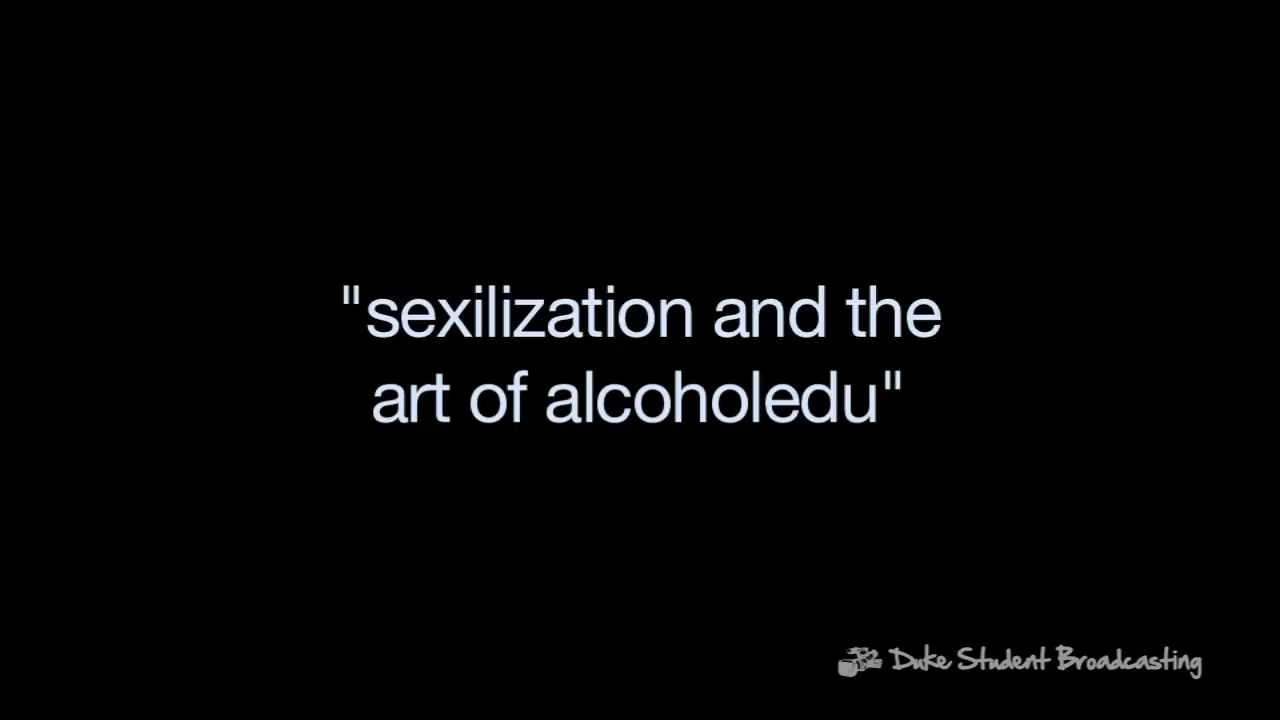 "sexilization and the
art of alcoholedu"
Duke Student Broadcasting